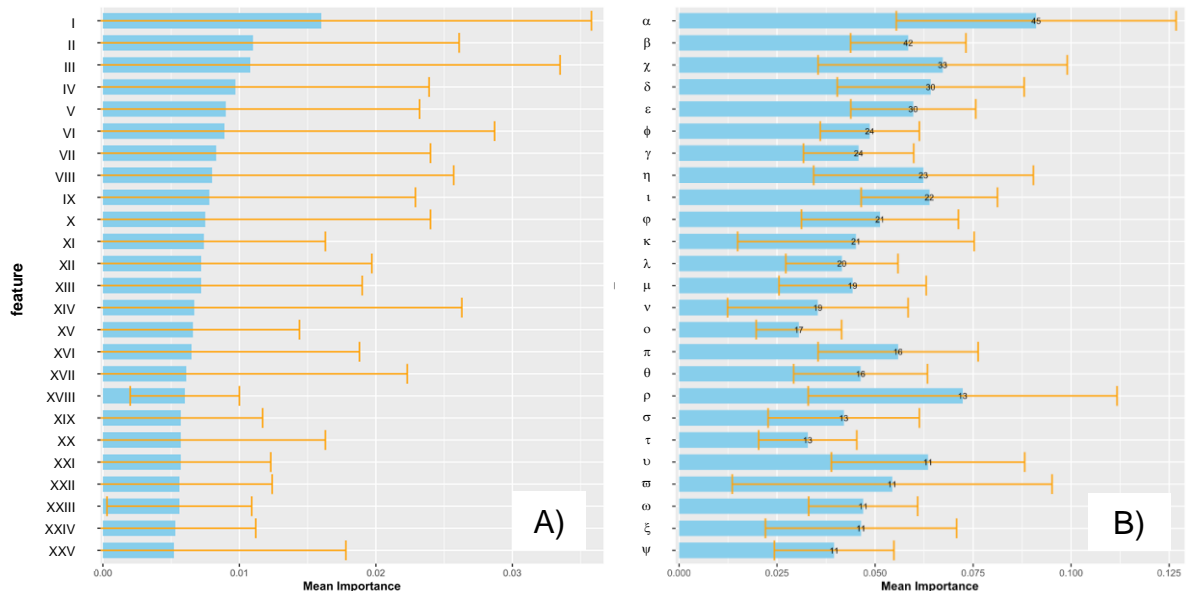 feature
I
II
III
IV
V
VI
VII
VIII
IX
X
XI
XII
XIII
XIV
XV
XVI
XVII
XVIII
XIX
XX
XXI
XXII
XXIII
XXIV
XXV
0.00 0.01 0.02 0.03
Mean Importance
A)
α 45
β 42
χ 33
δ 30
ε 30
ϕ 24
γ 24
η 23
ι 22
φ 21
κ 21
λ 20
μ 19
ν 19
ο 17
π 16
θ 16
ρ 13
σ 13
τ 13
υ 11
ϖ 11
ω 11
ξ 11
ψ 11
0.000 0.025 0.050 0.075 0.100 0.125
Mean Importance
B)